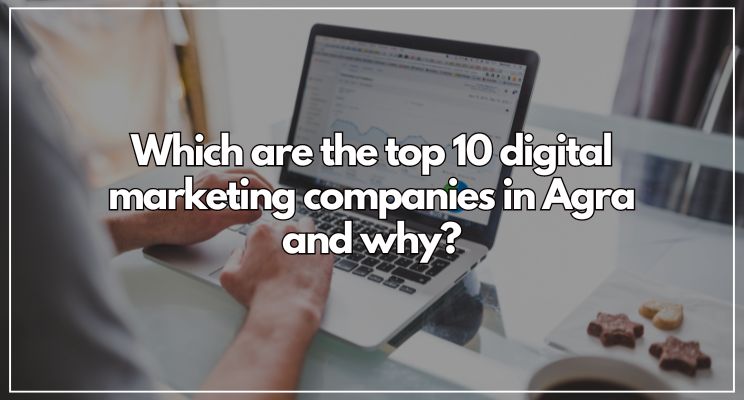 Which are the top 10 digital
marketing companies in Agra
and why?